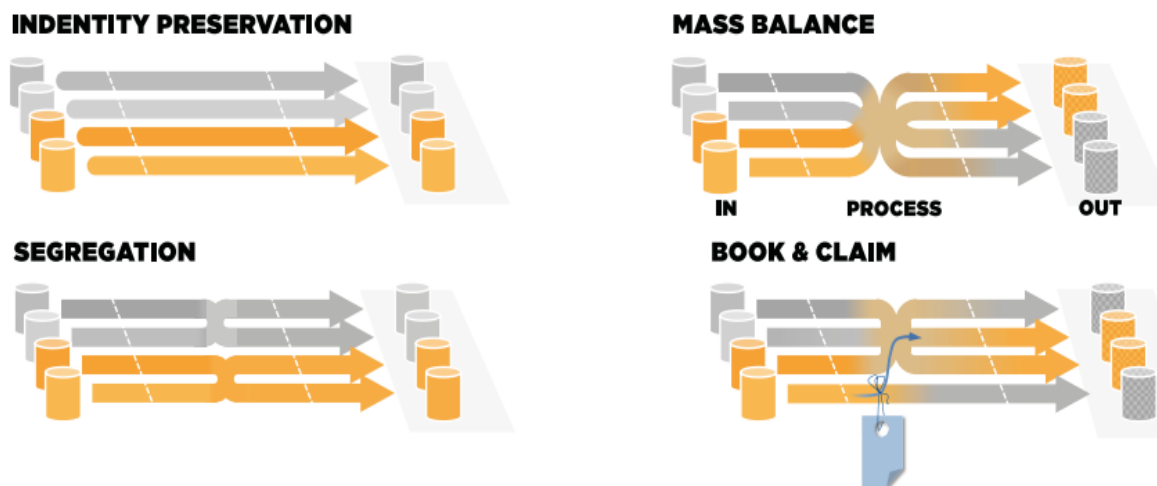 INDENTITY PRESERVATION
MASS BALANCE
IN
PROCESS
OUT
SEGREGATION
BOOK & CLAIM